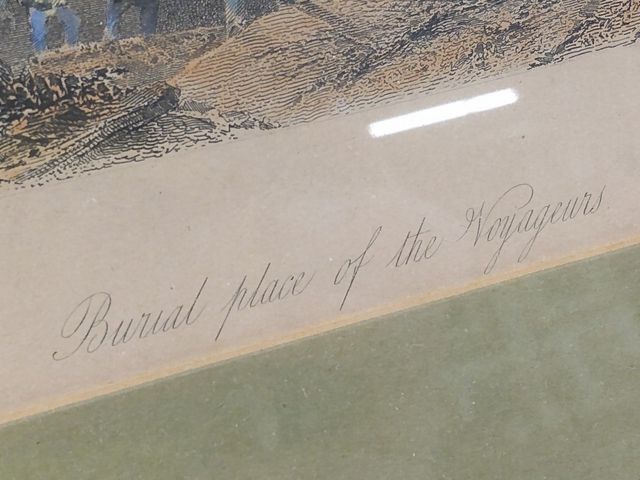 Burial place of the Voyageurs